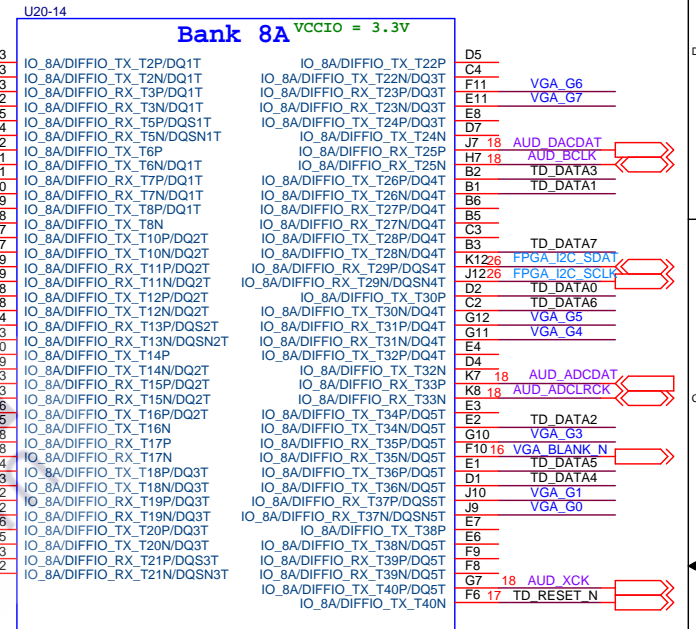 U20-14
Bank 8A VCCIO = 3.3V
IO_8A/DIFFIO_TX_T2P/DQ1T IO_8A/DIFFIO_TX_T22P D5
IO_8A/DIFFIO_TX_T2N/DQ1T IO_8A/DIFFIO_TX_T22N/DQ3T C4
IO_8A/DIFFIO_RX_T3P/DQ1T IO_8A/DIFFIO_RX_T23P/DQ3T F11 VGA_G6
IO_8A/DIFFIO_RX_T3N/DQ1T IO_8A/DIFFIO_RX_T23N/DQ3T E11 VGA_G7
IO_8A/DIFFIO_RX_T5P/DQS1T IO_8A/DIFFIO_TX_T24P/DQ3T E8
IO_8A/DIFFIO_RX_T5N/DQSN1T IO_8A/DIFFIO_TX_T24N D7
IO_8A/DIFFIO_TX_T6P IO_8A/DIFFIO_RX_T25P J7 18 AUD_DACDAT
IO_8A/DIFFIO_TX_T6N/DQ1T IO_8A/DIFFIO_RX_T25N H7 18 AUD_BCLK
IO_8A/DIFFIO_RX_T7P/DQ1T IO_8A/DIFFIO_TX_T26P/DQ4T B2 TD_DATA3
IO_8A/DIFFIO_RX_T7N/DQ1T IO_8A/DIFFIO_TX_T26N/DQ4T B1 TD_DATA1
IO_8A/DIFFIO_TX_T8P/DQ1T IO_8A/DIFFIO_RX_T27P/DQ4T B6
IO_8A/DIFFIO_TX_T8N IO_8A/DIFFIO_RX_T27N/DQ4T B5
IO_8A/DIFFIO_TX_T10P/DQ2T IO_8A/DIFFIO_TX_T28P/DQ4T C3
IO_8A/DIFFIO_TX_T10N/DQ2T IO_8A/DIFFIO_TX_T28N/DQ4T B3 TD_DATA7
IO_8A/DIFFIO_RX_T11P/DQ2T IO_8A/DIFFIO_RX_T29P/DQS4T K12 26 FPGA_I2C_SDAT
IO_8A/DIFFIO_RX_T11N/DQ2T IO_8A/DIFFIO_RX_T29N/DQSN4T J12 26 FPGA_I2C_SCLK
IO_8A/DIFFIO_TX_T12P/DQ2T IO_8A/DIFFIO_TX_T30P D2 TD_DATA0
IO_8A/DIFFIO_TX_T12N/DQ2T IO_8A/DIFFIO_TX_T30N/DQ4T C2 TD_DATA6
IO_8A/DIFFIO_RX_T13P/DQS2T IO_8A/DIFFIO_RX_T31P/DQ4T G12 VGA_G5
IO_8A/DIFFIO_RX_T13N/DQSN2T IO_8A/DIFFIO_RX_T31N/DQ4T G11 VGA_G4
IO_8A/DIFFIO_TX_T14P IO_8A/DIFFIO_TX_T32P/DQ4T E4
IO_8A/DIFFIO_TX_T14N/DQ2T IO_8A/DIFFIO_TX_T32N D4
IO_8A/DIFFIO_RX_T15P/DQ2T IO_8A/DIFFIO_RX_T33P K7 18 AUD_ADCDAT
IO_8A/DIFFIO_RX_T15N/DQ2T IO_8A/DIFFIO_RX_T33N K8 18 AUD_ADCLRCK
IO_8A/DIFFIO_TX_T16P/DQ2T IO_8A/DIFFIO_TX_T34P/DQ5T E3
IO_8A/DIFFIO_TX_T16N IO_8A/DIFFIO_TX_T34N/DQ5T E2 TD_DATA2
IO_8A/DIFFIO_RX_T17P IO_8A/DIFFIO_RX_T35P/DQ5T G10 VGA_G3
IO_8A/DIFFIO_RX_T17N IO_8A/DIFFIO_RX_T35N/DQ5T F10 16 VGA_BLANK_N
IO_8A/DIFFIO_TX_T18P/DQ3T IO_8A/DIFFIO_TX_T36P/DQ5T E1 TD_DATA5
IO_8A/DIFFIO_TX_T18N/DQ3T IO_8A/DIFFIO_TX_T36N/DQ5T D1 TD_DATA4
IO_8A/DIFFIO_RX_T19P/DQ3T IO_8A/DIFFIO_RX_T37P/DQS5T J10 VGA_G1
IO_8A/DIFFIO_RX_T19N/DQ3T IO_8A/DIFFIO_RX_T37N/DQSN5T J9 VGA_G0
IO_8A/DIFFIO_TX_T20P/DQ3T IO_8A/DIFFIO_TX_T38P E7
IO_8A/DIFFIO_TX_T20N/DQ3T IO_8A/DIFFIO_TX_T38N/DQ5T E6
IO_8A/DIFFIO_RX_T21P/DQS3T IO_8A/DIFFIO_RX_T39P/DQ5T F9
IO_8A/DIFFIO_RX_T21N/DQSN3T IO_8A/DIFFIO_RX_T39N/DQ5T F8
IO_8A/DIFFIO_TX_T40P/DQ5T G7 18 AUD_XCK
IO_8A/DIFFIO_TX_T40N F6 17 TD_RESET_N